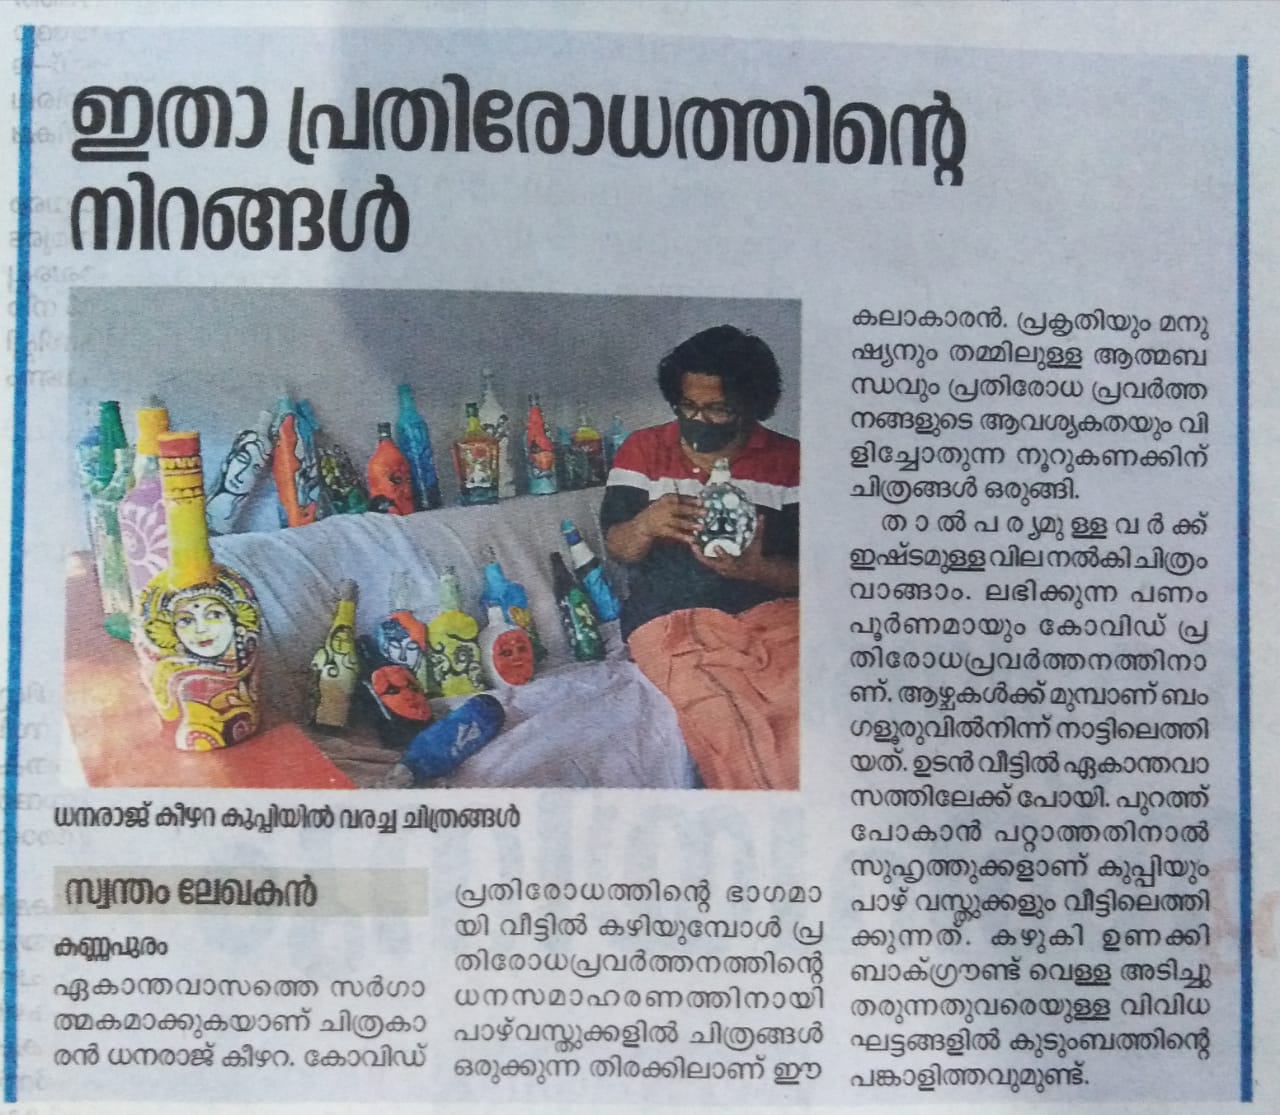 ഇതാ പ്രതിരോധത്തിന്റെ
നിറങ്ങൾ
ധനരാജ് കീഴറ കുപ്പിയിൽ വരച്ച ചിത്രങ്ങൾ
സ്വന്തം ലേഖകൻ
കണ്ണപുരം
ഏകാന്തവാസത്തെ സർഗാ
ത്മകമാക്കുകയാണ് ചിത്രകാ
രൻ ധനരാജ് കീഴറ. കോവിഡ്
പ്രതിരോധത്തിന്റെ ഭാഗമാ
യി വീട്ടിൽ കഴിയുമ്പോൾ പ്ര
തിരോധപ്രവർത്തനത്തിന്റെ
ധനസമാഹരണത്തിനായി
പാഴ്‌വസ്തുക്കളിൽ ചിത്രങ്ങൾ
ഒരുക്കുന്ന തിരക്കിലാണ് ഈ
കലാകാരൻ. പ്രകൃതിയും മനു
ഷ്യനും തമ്മിലുള്ള ആത്മബ
ന്ധവും പ്രതിരോധ പ്രവർത്ത
നങ്ങളുടെ ആവശ്യകതയും വി
ളിച്ചോതുന്ന നൂറുകണക്കിന്
ചിത്രങ്ങൾ ഒരുങ്ങി.
താൽപര്യമുള്ളവർക്ക്
ഇഷ്ടമുള്ള വില നൽകി ചിത്രം
വാങ്ങാം. ലഭിക്കുന്ന പണം
പൂർണമായും കോവിഡ് പ്ര
തിരോധപ്രവർത്തനത്തിനാ
ണ്. ആഴ്ചകൾക്ക് മുമ്പാണ് ബം
ഗളൂരുവിൽനിന്ന് നാട്ടിലെത്തി
യത്. ഉടൻ വീട്ടിൽ ഏകാന്തവാ
സത്തിലേക്ക് പോയി. പുറത്ത്
പോകാൻ പറ്റാത്തതിനാൽ
സുഹൃത്തുക്കളാണ് കുപ്പിയും
പാഴ് വസ്തുക്കളും വീട്ടിലെത്തി
ക്കുന്നത്. കഴുകി ഉണക്കി
ബാക്ഗ്രൗണ്ട് വെള്ള അടിച്ചു
തരുന്നതുവരെയുള്ള വിവിധ
ഘട്ടങ്ങളിൽ കുടുംബത്തിന്റെ
പങ്കാളിത്തവുമുണ്ട്.